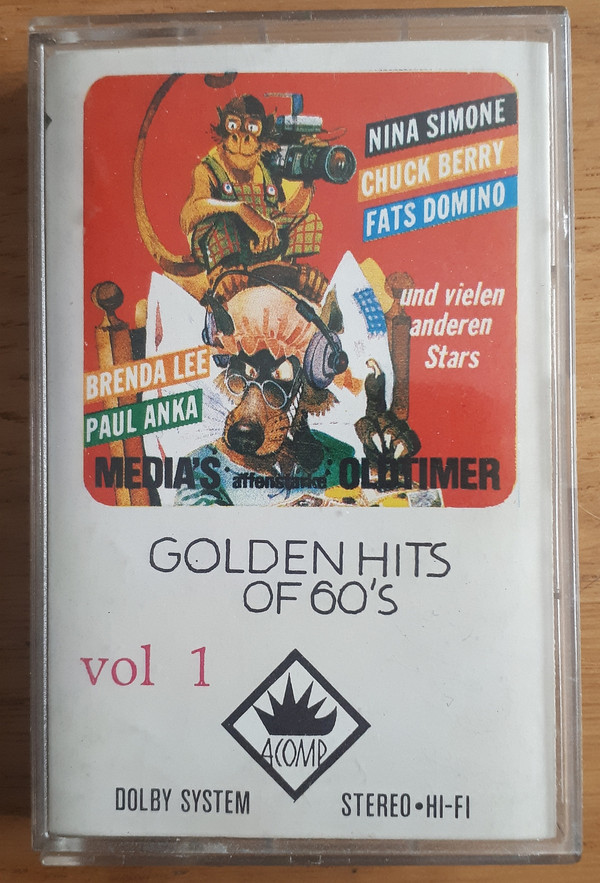 NINA SIMONE
CHUCK BERRY
FATS DOMINO
und vielen
anderen
Stars
BRENDA LEE
PAUL ANKA
MEDIA'S "affenstarke" OLDTIMER
GOLDEN HITS
OF 60'S
vol 1
ACOMP
DOLBY SYSTEM STEREO•HI-FI